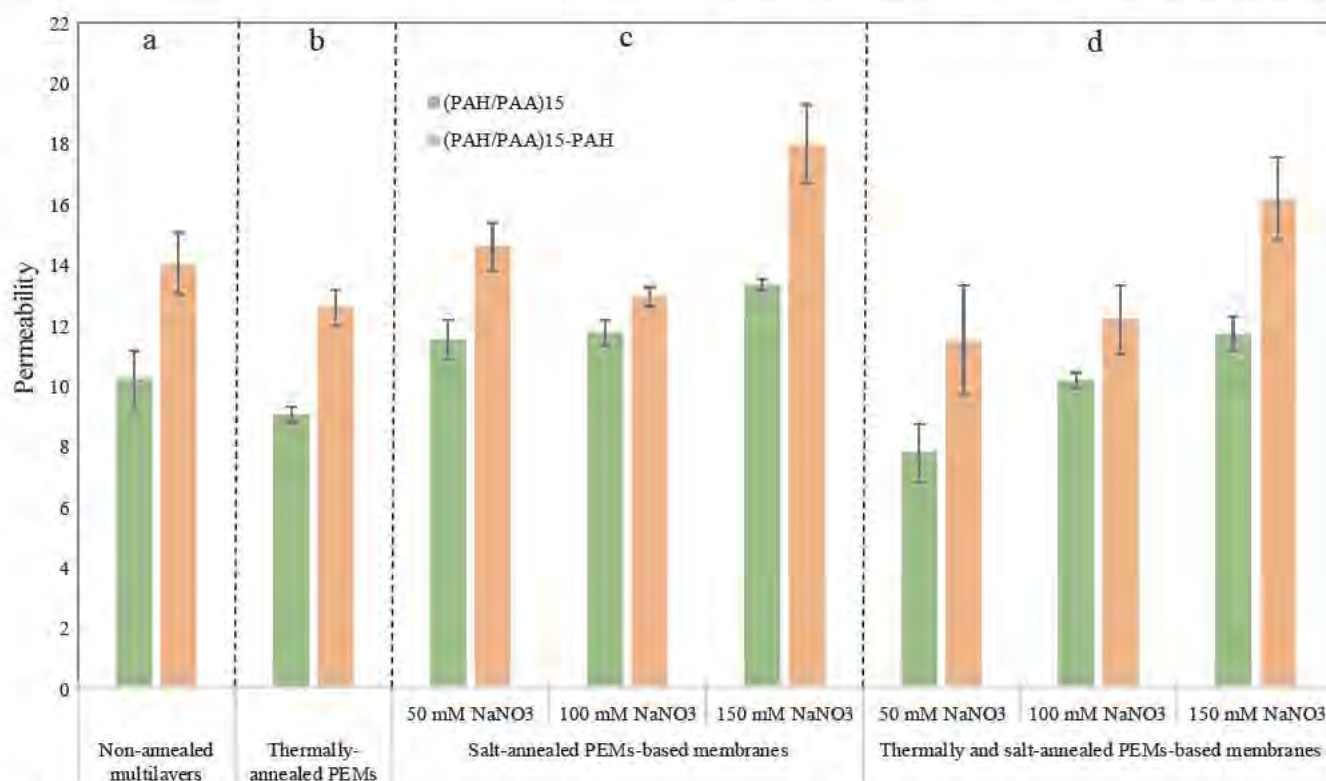 22
20
18
16
14
12
10
8
6
4
2
0
Permeability
a
b
c
d
(PAH/PAA)15
(PAH/PAA)15-PAH
50 mM NaNO3
100 mM NaNO3
150 mM NaNO3
50 mM NaNO3
100 mM NaNO3
150 mM NaNO3
Non-annealed
multilayers
Thermally-
annealed PEMs
Salt-annealed PEMs-based membranes
Thermally and salt-annealed PEMs-based membranes